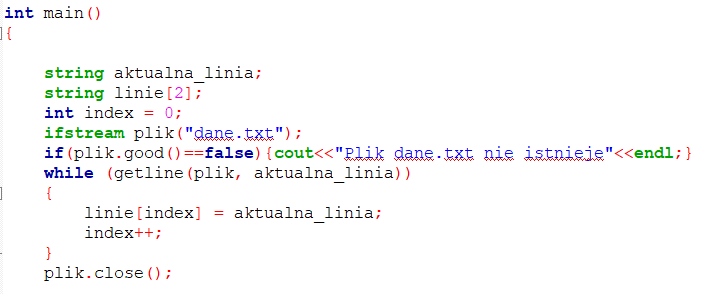 int main()
{
string aktualna_linia;
string linie[2];
int index = 0;
ifstream plik("dane.txt");
if(plik.good()==false){cout<<"Plik dane.txt nie istnieje"<<endl;}
while (getline(plik, aktualna_linia))
{
linie[index] = aktualna_linia;
index++;
}
plik.close();